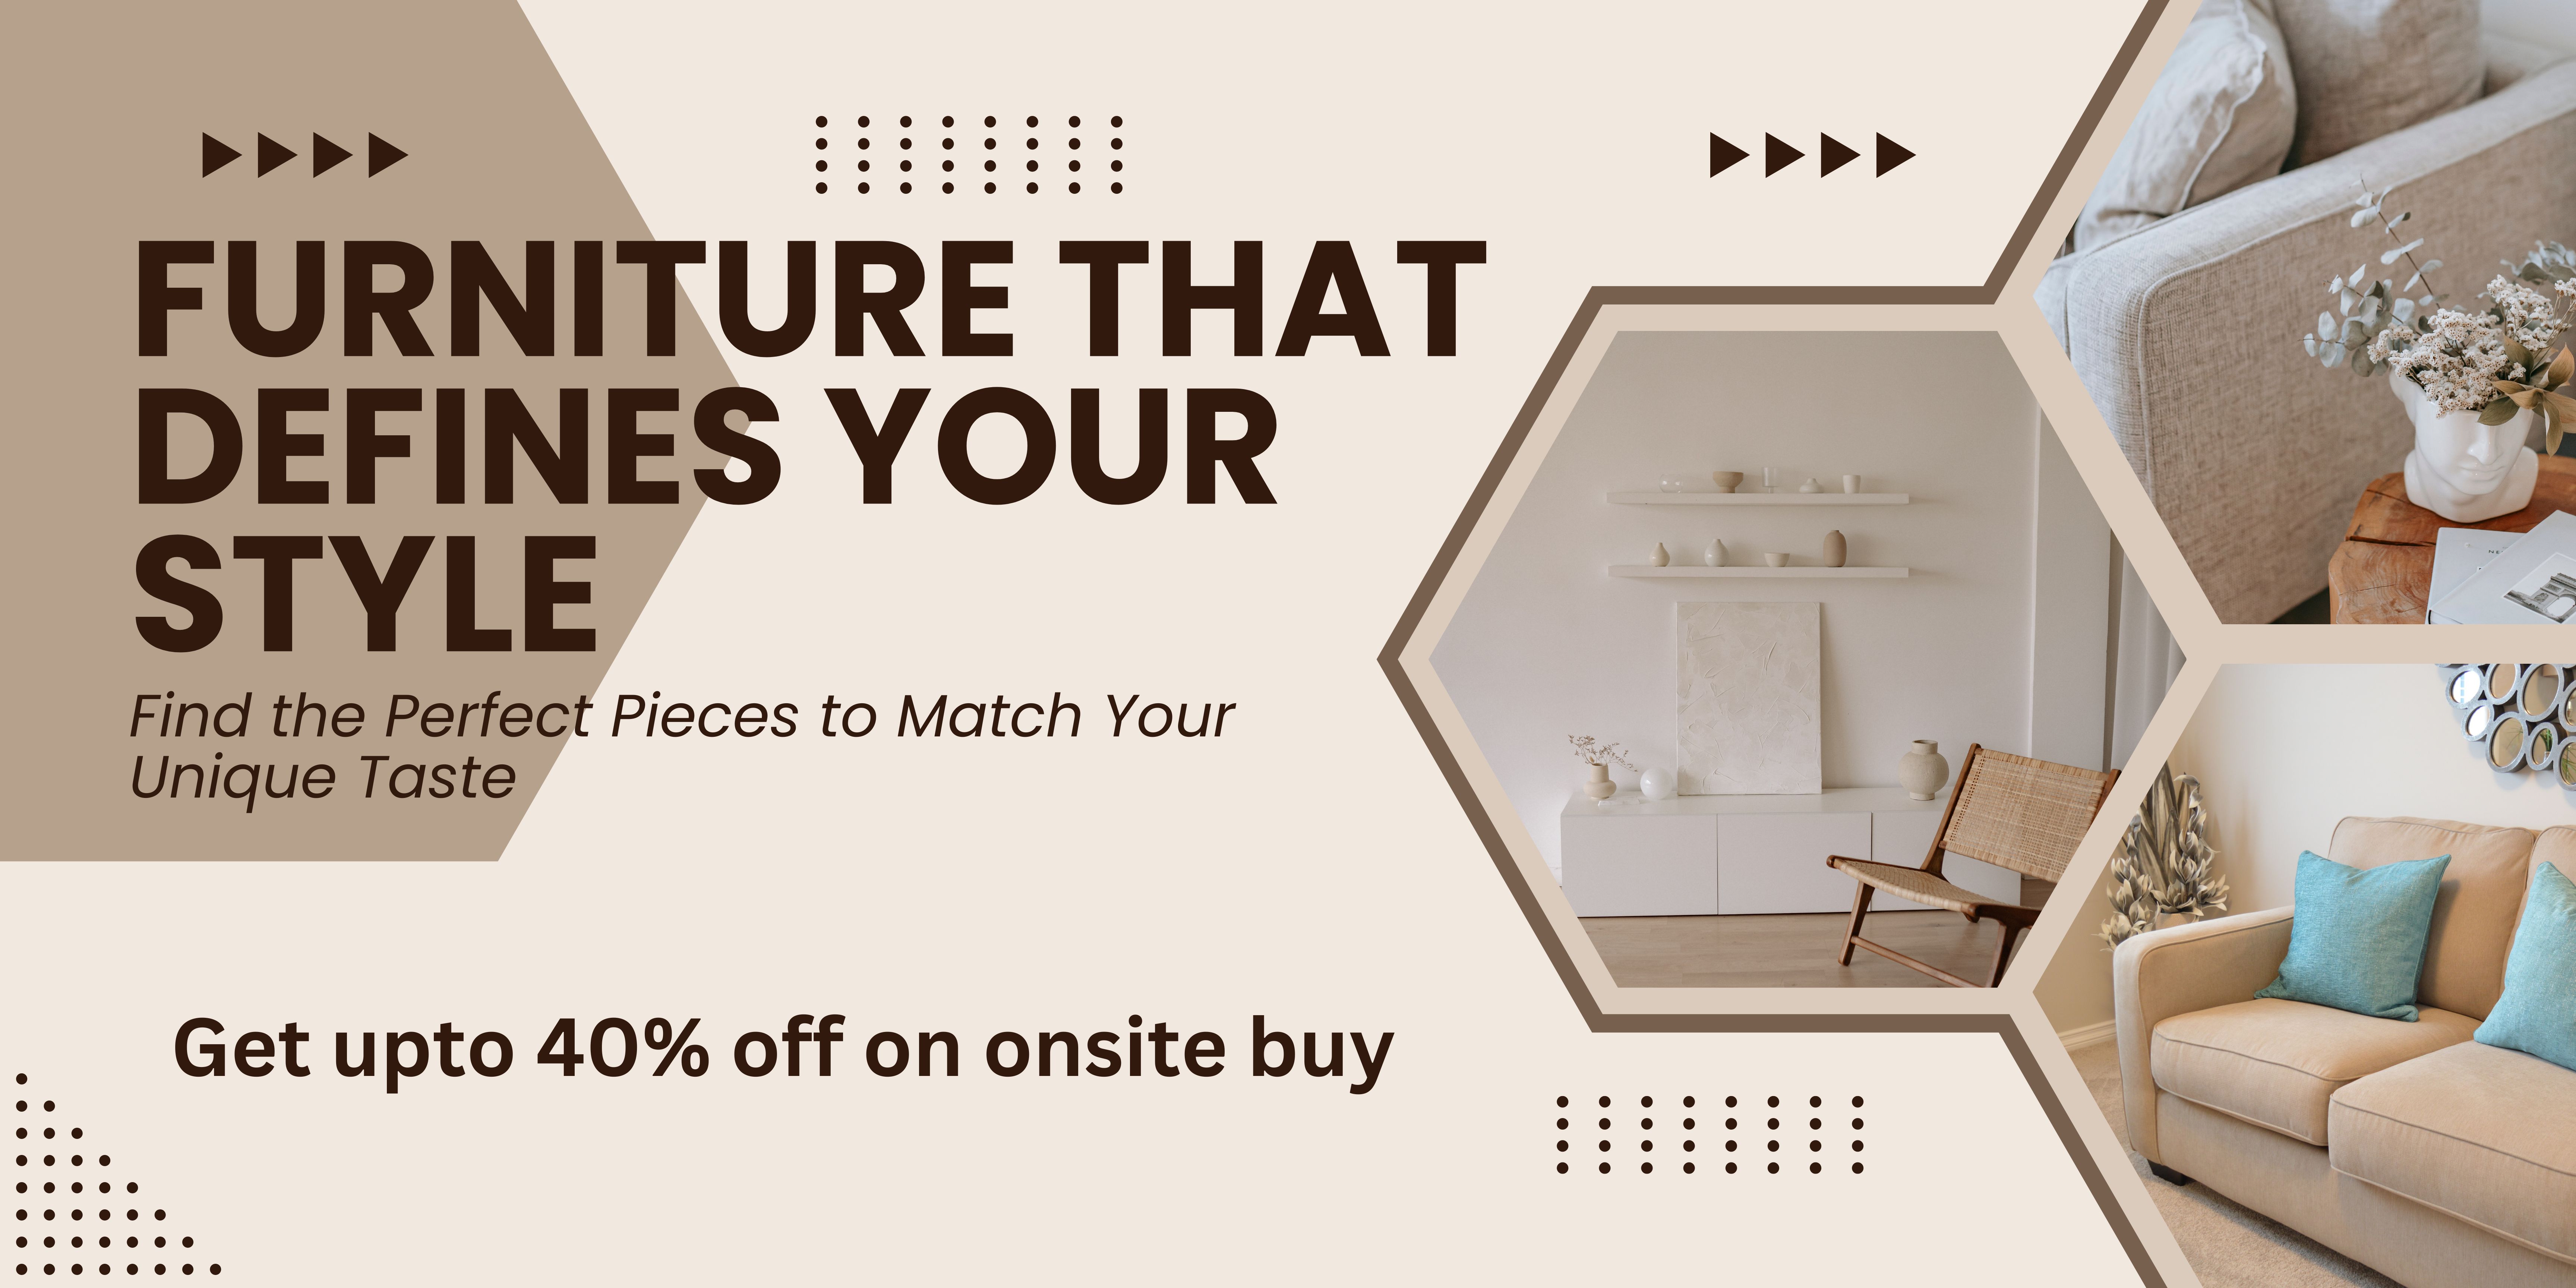 FURNITURE THAT
DEFINES YOUR
STYLE
Find the Perfect Pieces to Match Your
Unique Taste
Get upto 40% off on onsite buy